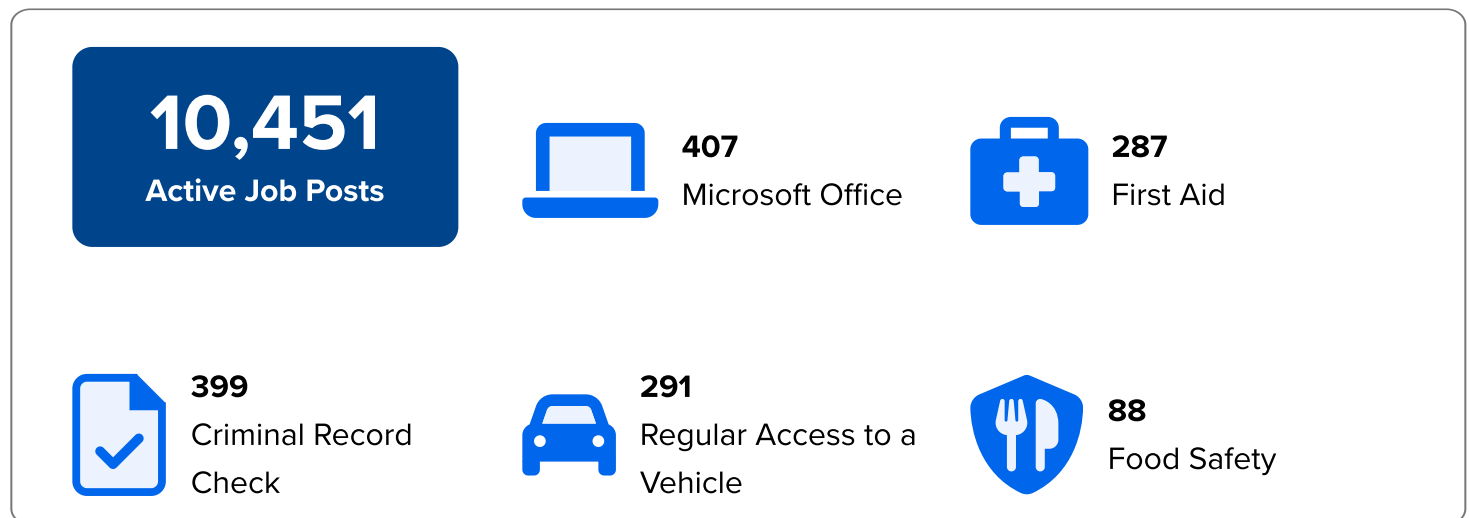 10,451
Active Job Posts
407
Microsoft Office
287
First Aid
399
Criminal Record
Check
291
Regular Access to a
Vehicle
88
Food Safety